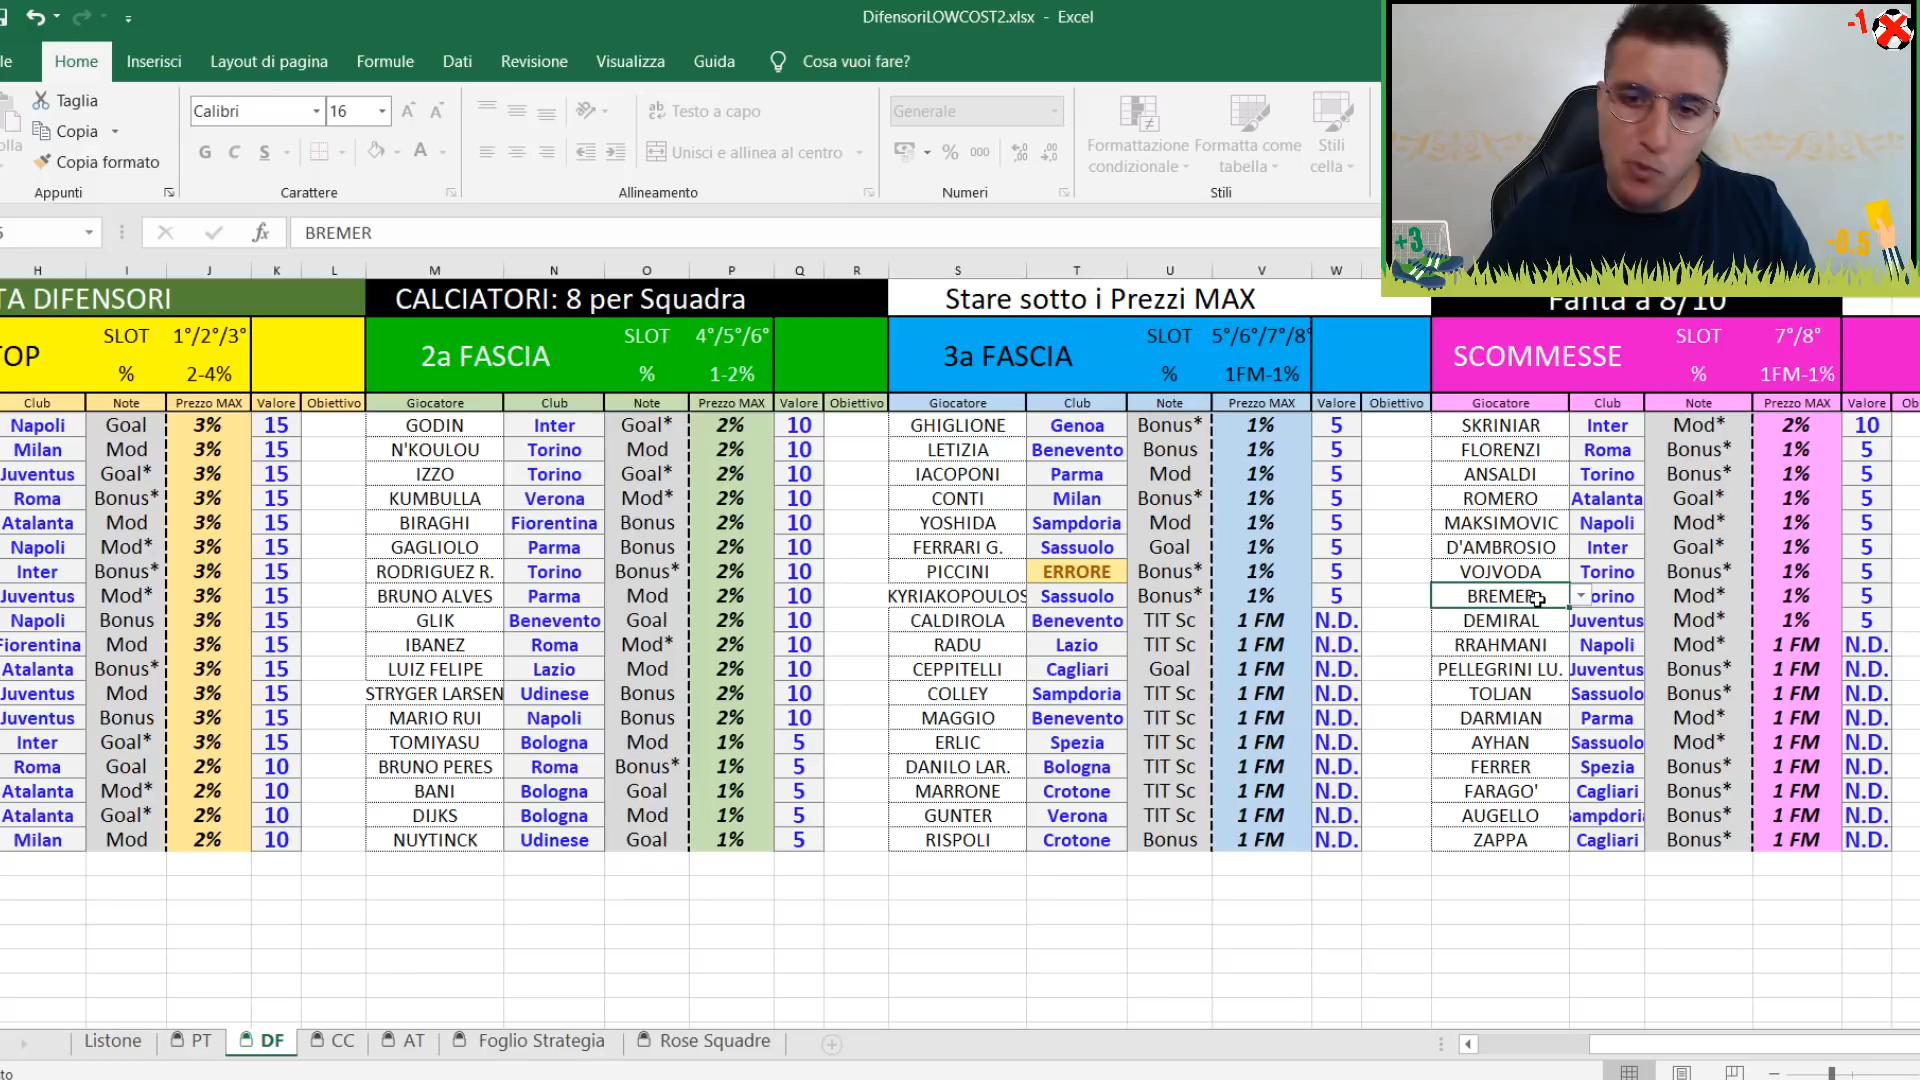 DifensoriLOWCOST2.xlsx - Excel
-1
le Home Inserisci Layout di pagina Formule Dati Revisione Visualizza Guida Cosa vuoi fare?
Taglia
Copia
Copia formato
olla
Calibri 16
G C S A
ab Testo a capo
Unisci e allinea al centro
Generale
% 000
Formattazione condizionale
Formatta come tabella
Stili cella
Appunti Carattere Allineamento Numeri Stili
+3
-0.5
5 fx BREMER
H I J K L M N O P Q R S T U V W
TA DIFENSORI CALCIATORI: 8 per Squadra Stare sotto i Prezzi MAX Fanta a 8/10
TOP SLOT 1°/2°/3° 2a FASCIA SLOT 4°/5°/6° 3a FASCIA SLOT 5°/6°/7°/8° SCOMMESSE SLOT 7°/8°
% 2-4% % 1-2% % 1FM-1% % 1FM-1%
Club Note Prezzo MAX Valore Obiettivo Giocatore Club Note Prezzo MAX Valore Obiettivo Giocatore Club Note Prezzo MAX Valore Obiettivo Giocatore Club Note Prezzo MAX Valore Ob
Napoli Goal 3% 15 GODIN Inter Goal* 2% 10 GHIGLIONE Genoa Bonus* 1% 5 SKRINIAR Inter Mod* 2% 10
Milan Mod 3% 15 N'KOULOU Torino Mod 2% 10 LETIZIA Benevento Bonus 1% 5 FLORENZI Roma Bonus* 1% 5
Juventus Goal* 3% 15 IZZO Torino Goal* 2% 10 IACOPONI Parma Mod 1% 5 ANSALDI Torino Bonus* 1% 5
Roma Bonus* 3% 15 KUMBULLA Verona Mod* 2% 10 CONTI Milan Bonus* 1% 5 ROMERO Atalanta Goal* 1% 5
Atalanta Mod 3% 15 BIRAGHI Fiorentina Bonus 2% 10 YOSHIDA Sampdoria Mod 1% 5 MAKSIMOVIC Napoli Mod* 1% 5
Napoli Mod* 3% 15 GAGLIOLO Parma Bonus 2% 10 FERRARI G. Sassuolo Goal 1% 5 D'AMBROSIO Inter Goal* 1% 5
Inter Bonus* 3% 15 RODRIGUEZ R. Torino Bonus* 2% 10 PICCINI ERRORE Bonus* 1% 5 VOJVODA Torino Bonus* 1% 5
Juventus Mod* 3% 15 BRUNO ALVES Parma Mod 2% 10 KYRIAKOPOULOS Sassuolo Bonus* 1% 5 BREMER orino Mod* 1% 5
Napoli Bonus 3% 15 GLIK Benevento Goal 2% 10 CALDIROLA Benevento TIT Sc 1 FM N.D. DEMIRAL Juventus Mod* 1% 5
Fiorentina Mod 3% 15 IBANEZ Roma Mod* 2% 10 RADU Lazio TIT Sc 1 FM N.D. RRAHMANI Napoli Mod* 1 FM N.D.
Atalanta Bonus* 3% 15 LUIZ FELIPE Lazio Mod 2% 10 CEPPITELLI Cagliari Goal 1 FM N.D. PELLEGRINI LU. Juventus Bonus* 1 FM N.D.
Juventus Mod 3% 15 STRYGER LARSEN Udinese Bonus 2% 10 COLLEY Sampdoria TIT Sc 1 FM N.D. TOLJAN Sassuolo Bonus* 1 FM N.D.
Juventus Bonus 3% 15 MARIO RUI Napoli Bonus 2% 10 MAGGIO Benevento TIT Sc 1 FM N.D. DARMIAN Parma Mod* 1 FM N.D.
Inter Goal* 3% 15 TOMIYASU Bologna Mod 1% 5 ERLIC Spezia TIT Sc 1 FM N.D. AYHAN Sassuolo Mod* 1 FM N.D.
Roma Goal 2% 10 BRUNO PERES Roma Bonus* 1% 5 DANILO LAR. Bologna TIT Sc 1 FM N.D. FERRER Spezia Bonus* 1 FM N.D.
Atalanta Mod* 2% 10 BANI Bologna Goal 1% 5 MARRONE Crotone TIT Sc 1 FM N.D. FARAGO' Cagliari Bonus* 1 FM N.D.
Atalanta Goal* 2% 10 DIJKS Bologna Mod 1% 5 GUNTER Verona TIT Sc 1 FM N.D. AUGELLO Sampdoria Bonus* 1 FM N.D.
Milan Mod 2% 10 NUYTINCK Udinese Goal 1% 5 RISPOLI Crotone Bonus 1 FM N.D. ZAPPA Cagliari Bonus* 1 FM N.D.
Listone PT DF CC AT Foglio Strategia Rose Squadre
to